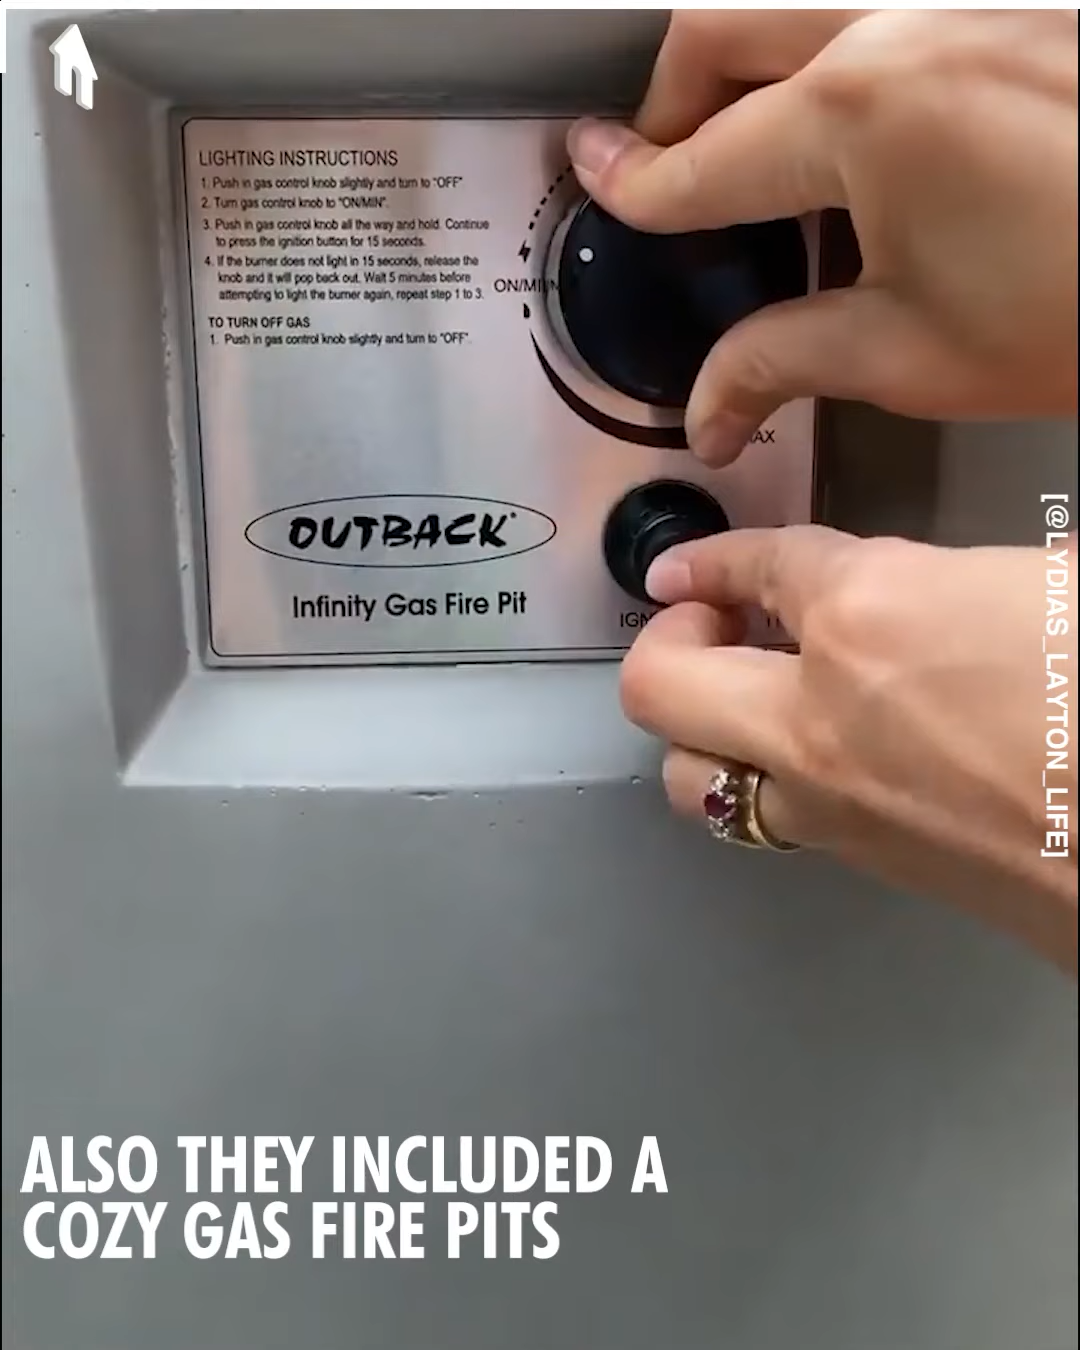 LIGHTING INSTRUCTIONS
1. Push in gas control knob slightly and turn to "OFF"
2. Turn gas control knob to "ON/MIN".
3. Push in gas control knob all the way and hold. Continue
to press the ignition button for 15 seconds.
4. If the burner does not light in 15 seconds, release the
knob and it will pop back out. Wait 5 minutes before
attempting to light the burner again, repeat step 1 to 3.
TO TURN OFF GAS
1. Push in gas control knob slightly and turn to "OFF".
ON/MIN
OUTBACK
Infinity Gas Fire Pit
[@LYDIAS_LAYTON_LIFE]
ALSO THEY INCLUDED A
COZY GAS FIRE PITS